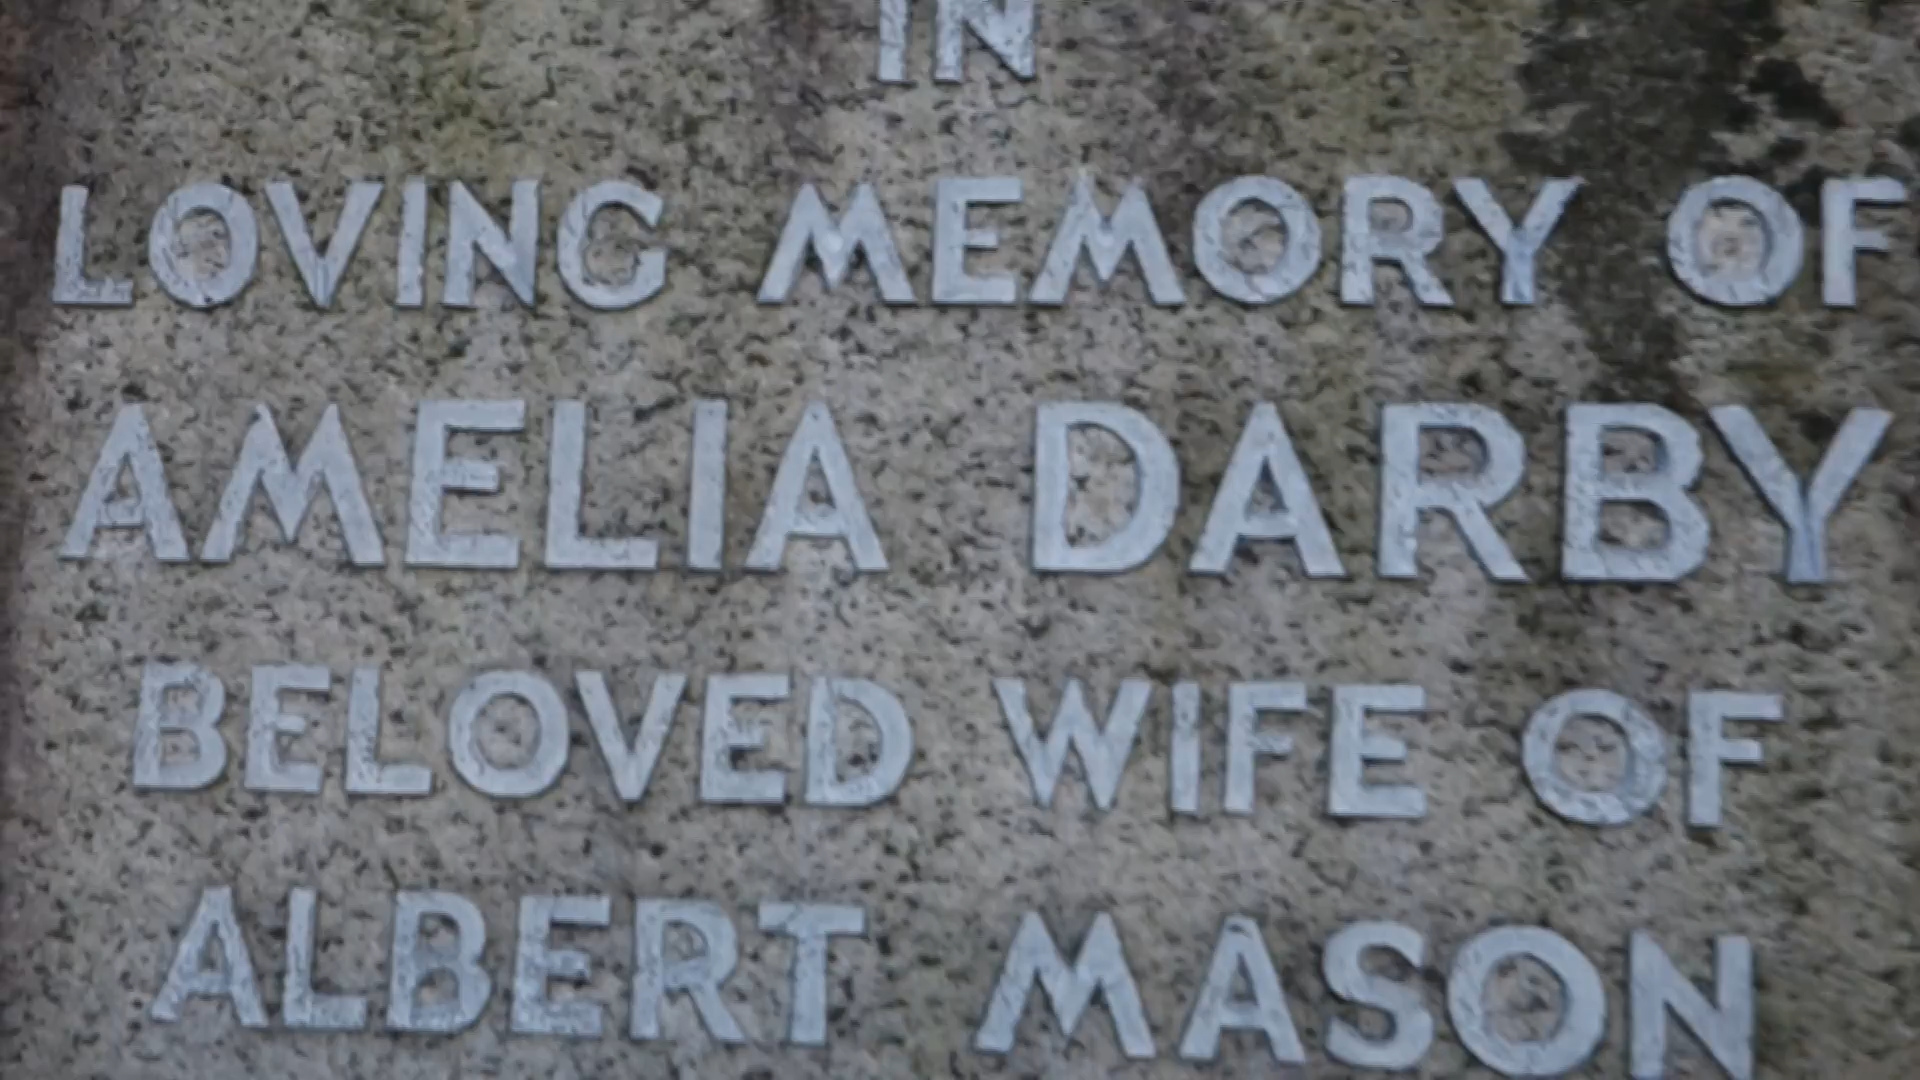 IN
LOVING MEMORY OF
AMELIA DARBY
BELOVED WIFE OF
ALBERT MASON